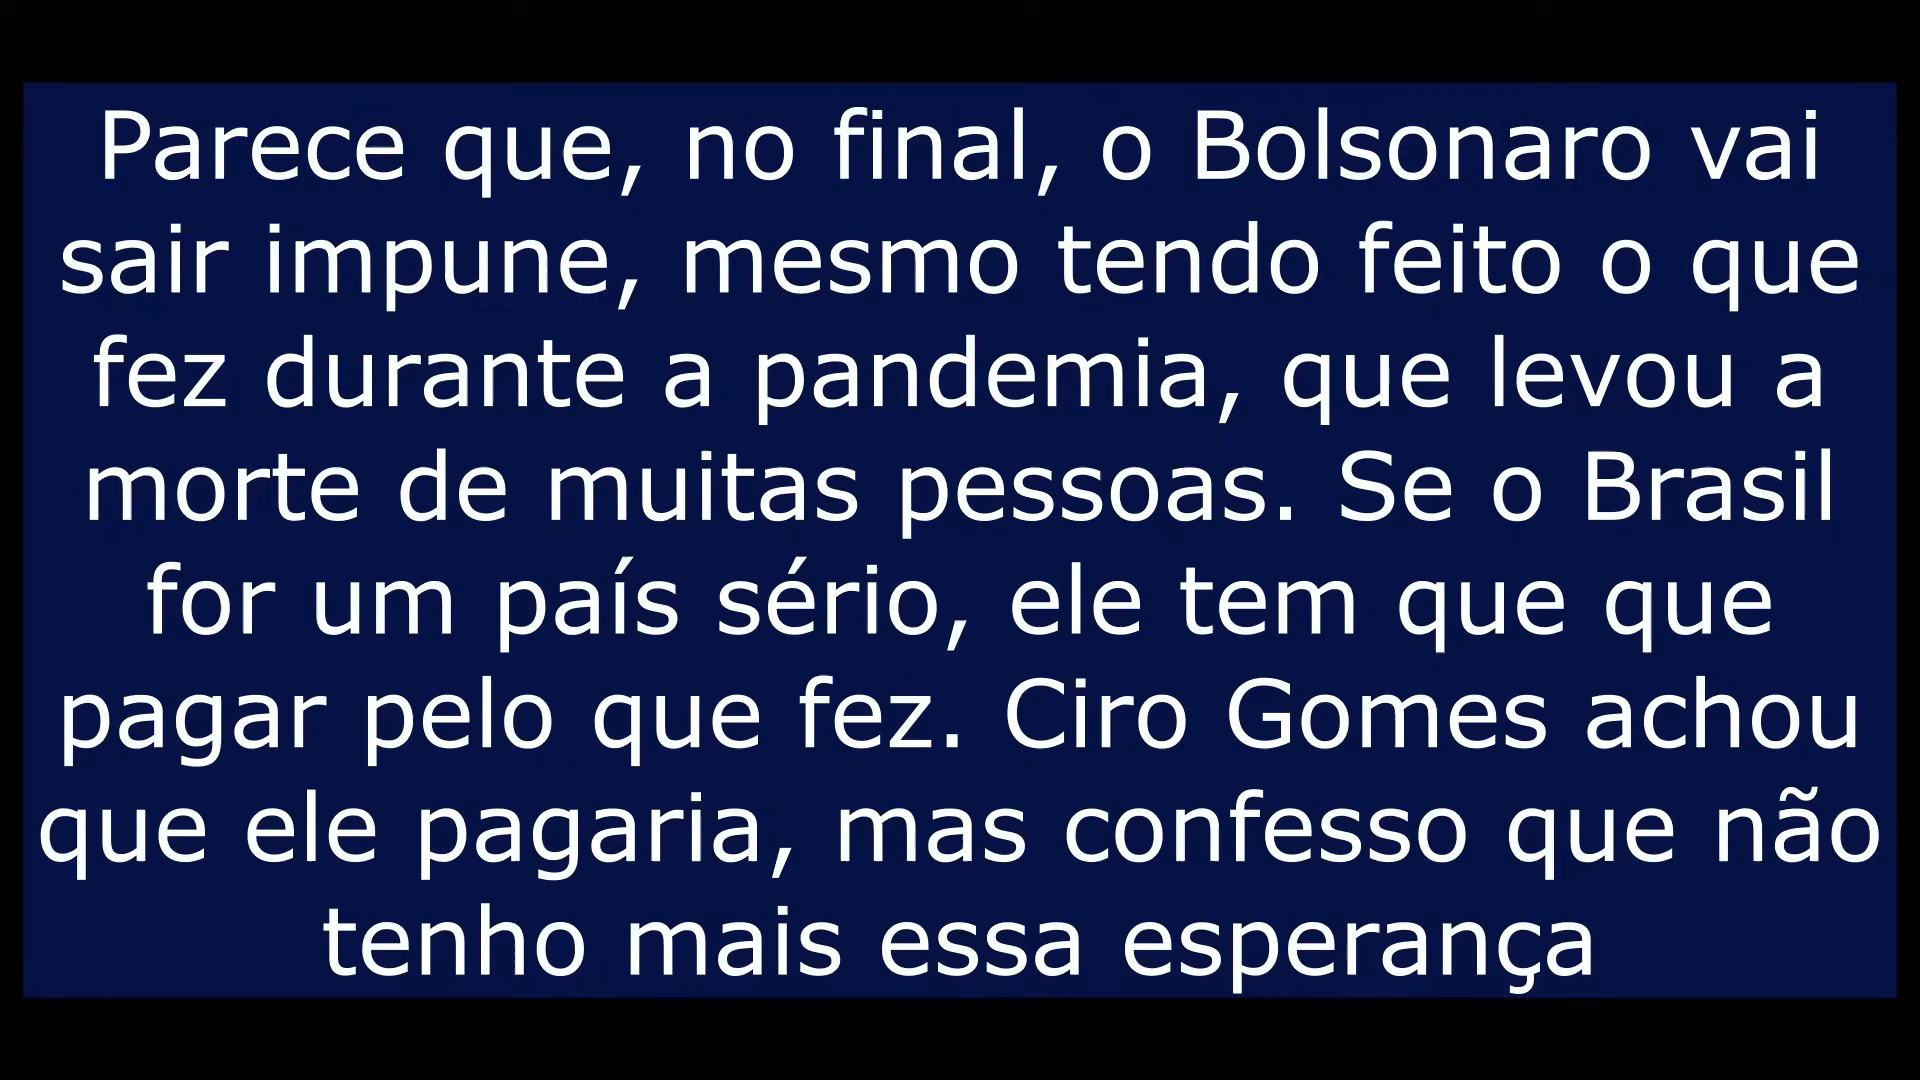 Parece que, no final, o Bolsonaro vai
sair impune, mesmo tendo feito o que
fez durante a pandemia, que levou a
morte de muitas pessoas. Se o Brasil
for um país sério, ele tem que que
pagar pelo que fez. Ciro Gomes achou
que ele pagaria, mas confesso que não
tenho mais essa esperança